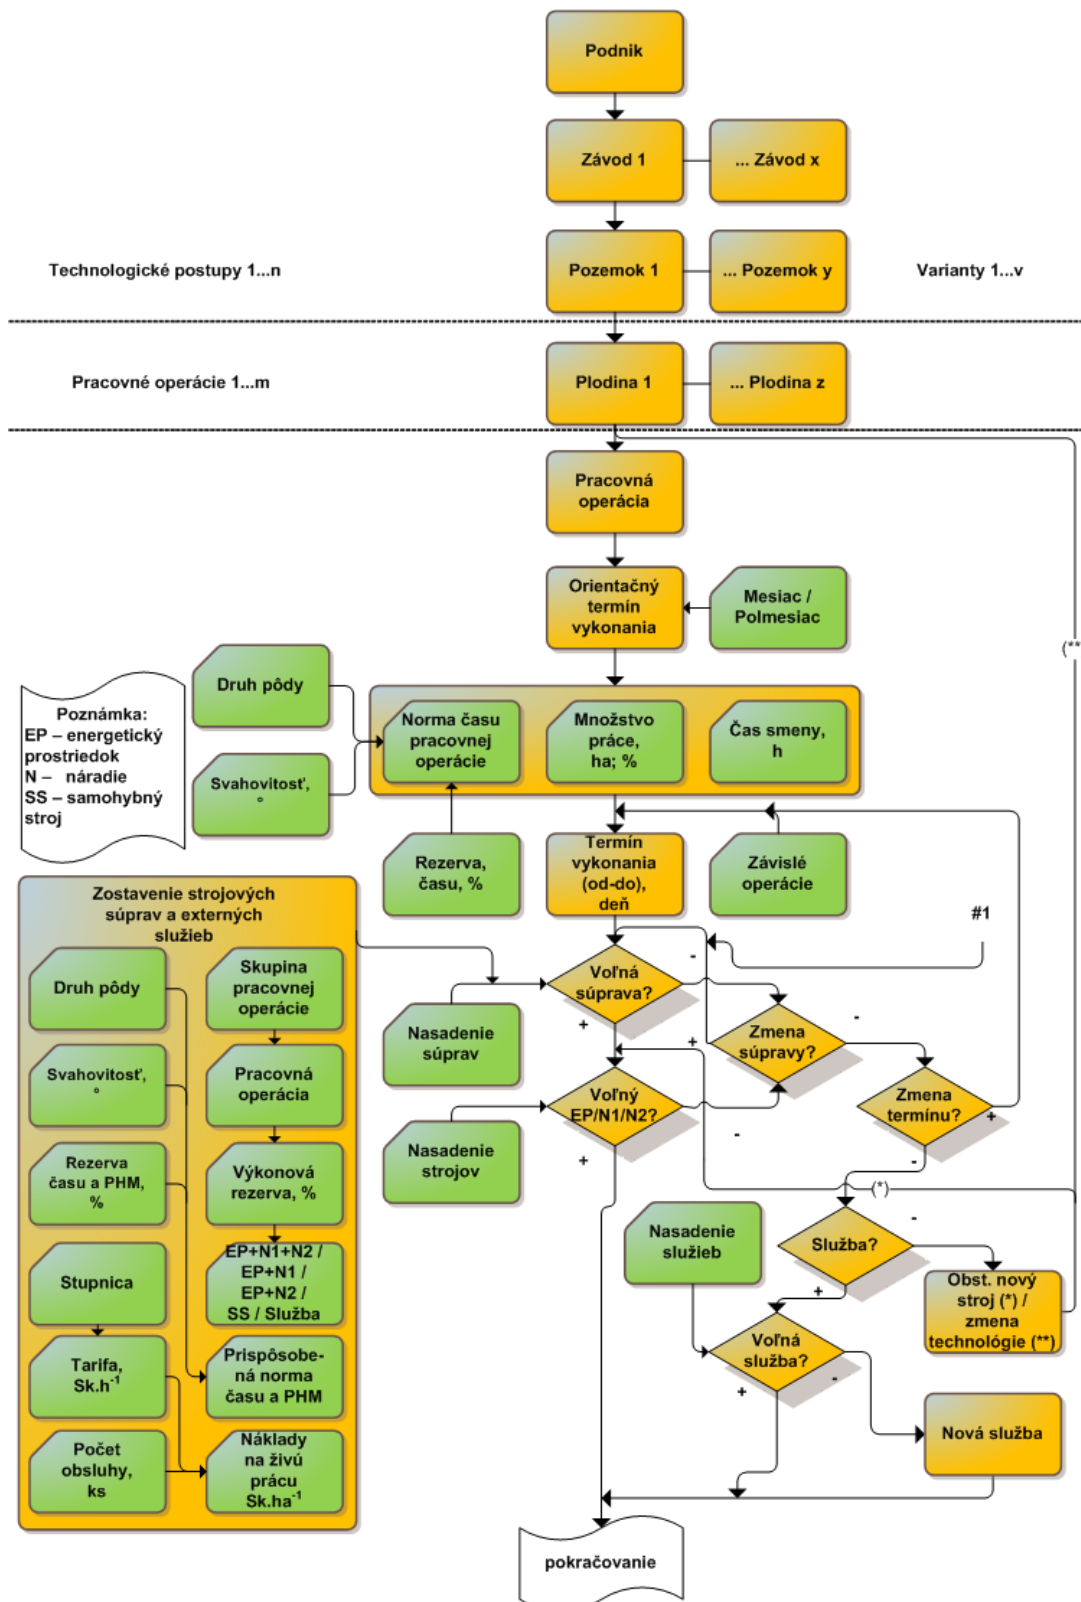 Podnik
Závod 1
... Závod x
Technologické postupy 1...n
Pozemok 1
... Pozemok y
Varianty 1...v
Pracovné operácie 1...m
Plodina 1
... Plodina z
Pracovná
operácia
Orientačný
termín
vykonania
Mesiac /
Polmesiac
(**
Druh pôdy
Poznámka:
EP – energetický
prostriedok
N – náradie
SS – samohybný
stroj
Svahovitosť,
°
Norma času
pracovnej
operácie
Množstvo
práce,
ha; %
Čas smeny,
h
Rezerva,
času, %
Termín
vykonania
(od-do),
deň
Závislé
operácie
#1
Zostavenie strojových
súprav a externých
služieb
Druh pôdy
Skupina
pracovnej
operácie
Svahovitosť,
°
Pracovná
operácia
Rezerva
času a PHM,
%
Výkonová
rezerva, %
Stupnica
EP+N1+N2 /
EP+N1 /
EP+N2 /
SS / Služba
Tarifa,
Sk.h⁻¹
Prispôsobe-
ná norma
času a PHM
Počet
obsluhy,
ks
Náklady
na živú
prácu
Sk.ha⁻¹
Voľná
súprava?
-
+
Nasadenie
súprav
Zmena
súpravy?
-
+
Voľný
EP/N1/N2?
-
+
Nasadenie
strojov
Zmena
termínu?
+
-
(*)
Nasadenie
služieb
Služba?
-
+
Obst. nový
stroj (*) /
zmena
technológie (**)
Voľná
služba?
-
+
Nová služba
pokračovanie